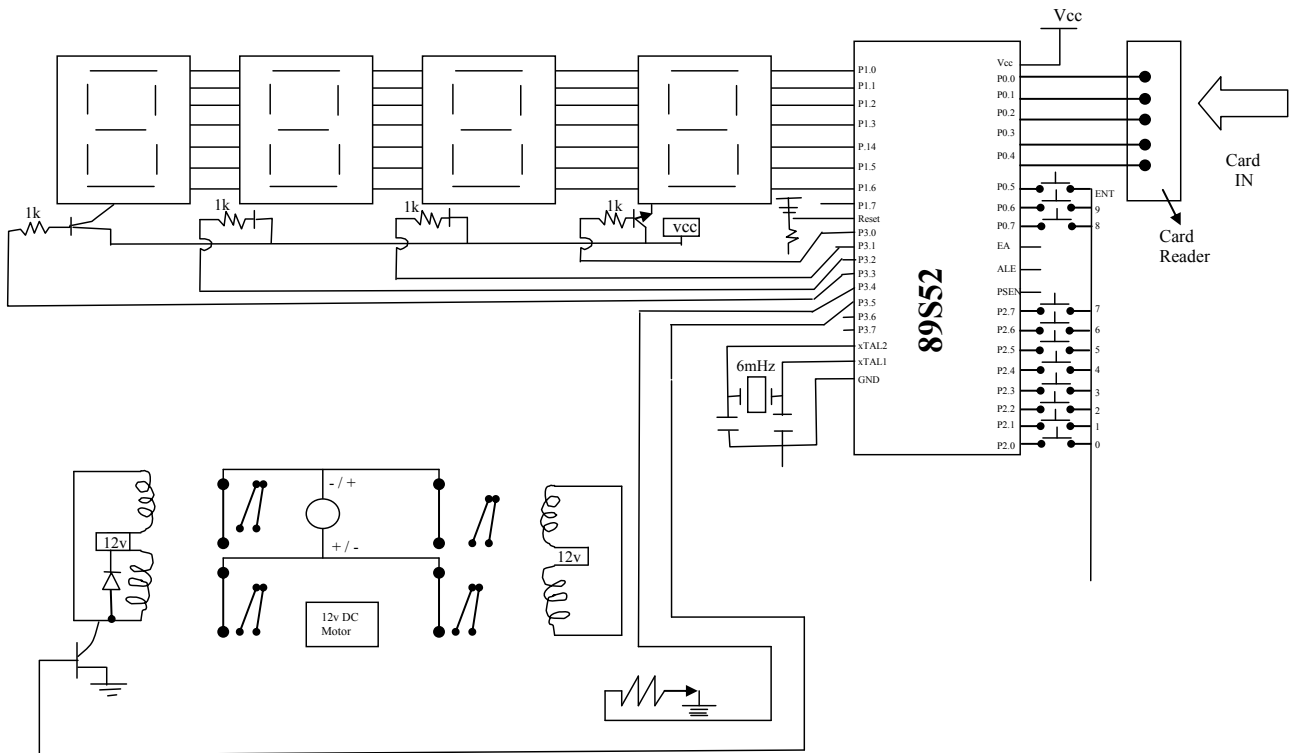 Vcc
Vcc
P0.0
P0.1
P0.2
P0.3
P0.4
P0.5
P0.6
P0.7
EA
ALE
PSEN
P2.7
P2.6
P2.5
P2.4
P2.3
P2.2
P2.1
P2.0
P1.0
P1.1
P1.2
P1.3
P.14
P1.5
P1.6
P1.7
Reset
P3.0
P3.1
P3.2
P3.3
P3.4
P3.5
P3.6
P3.7
xTAL2
xTAL1
GND
89S52
Card
IN
Card
Reader
ENT
9
8
7
6
5
4
3
2
1
0
1k
1k
1k
1k
vcc
6mHz
- / +
+ / -
12v
12v
12v DC
Motor